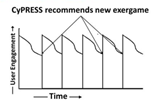 CyPRESS recommends new exergame
User Engagement
Time